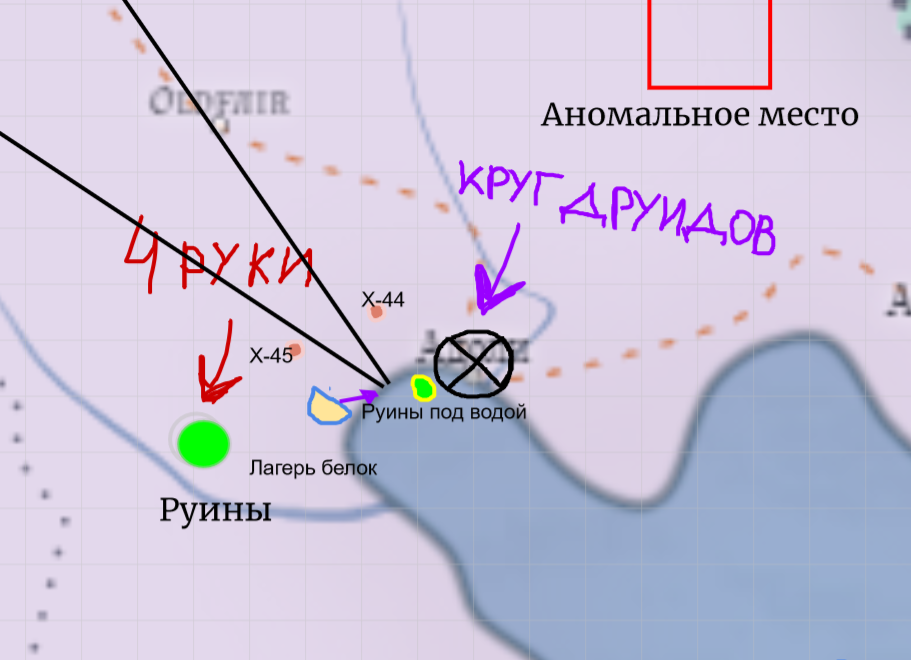 Аномальное место
КРУГ ДРУИДОВ
4 РУКИ
X-44
X-45
Руины под водой
Лагерь белок
Руины